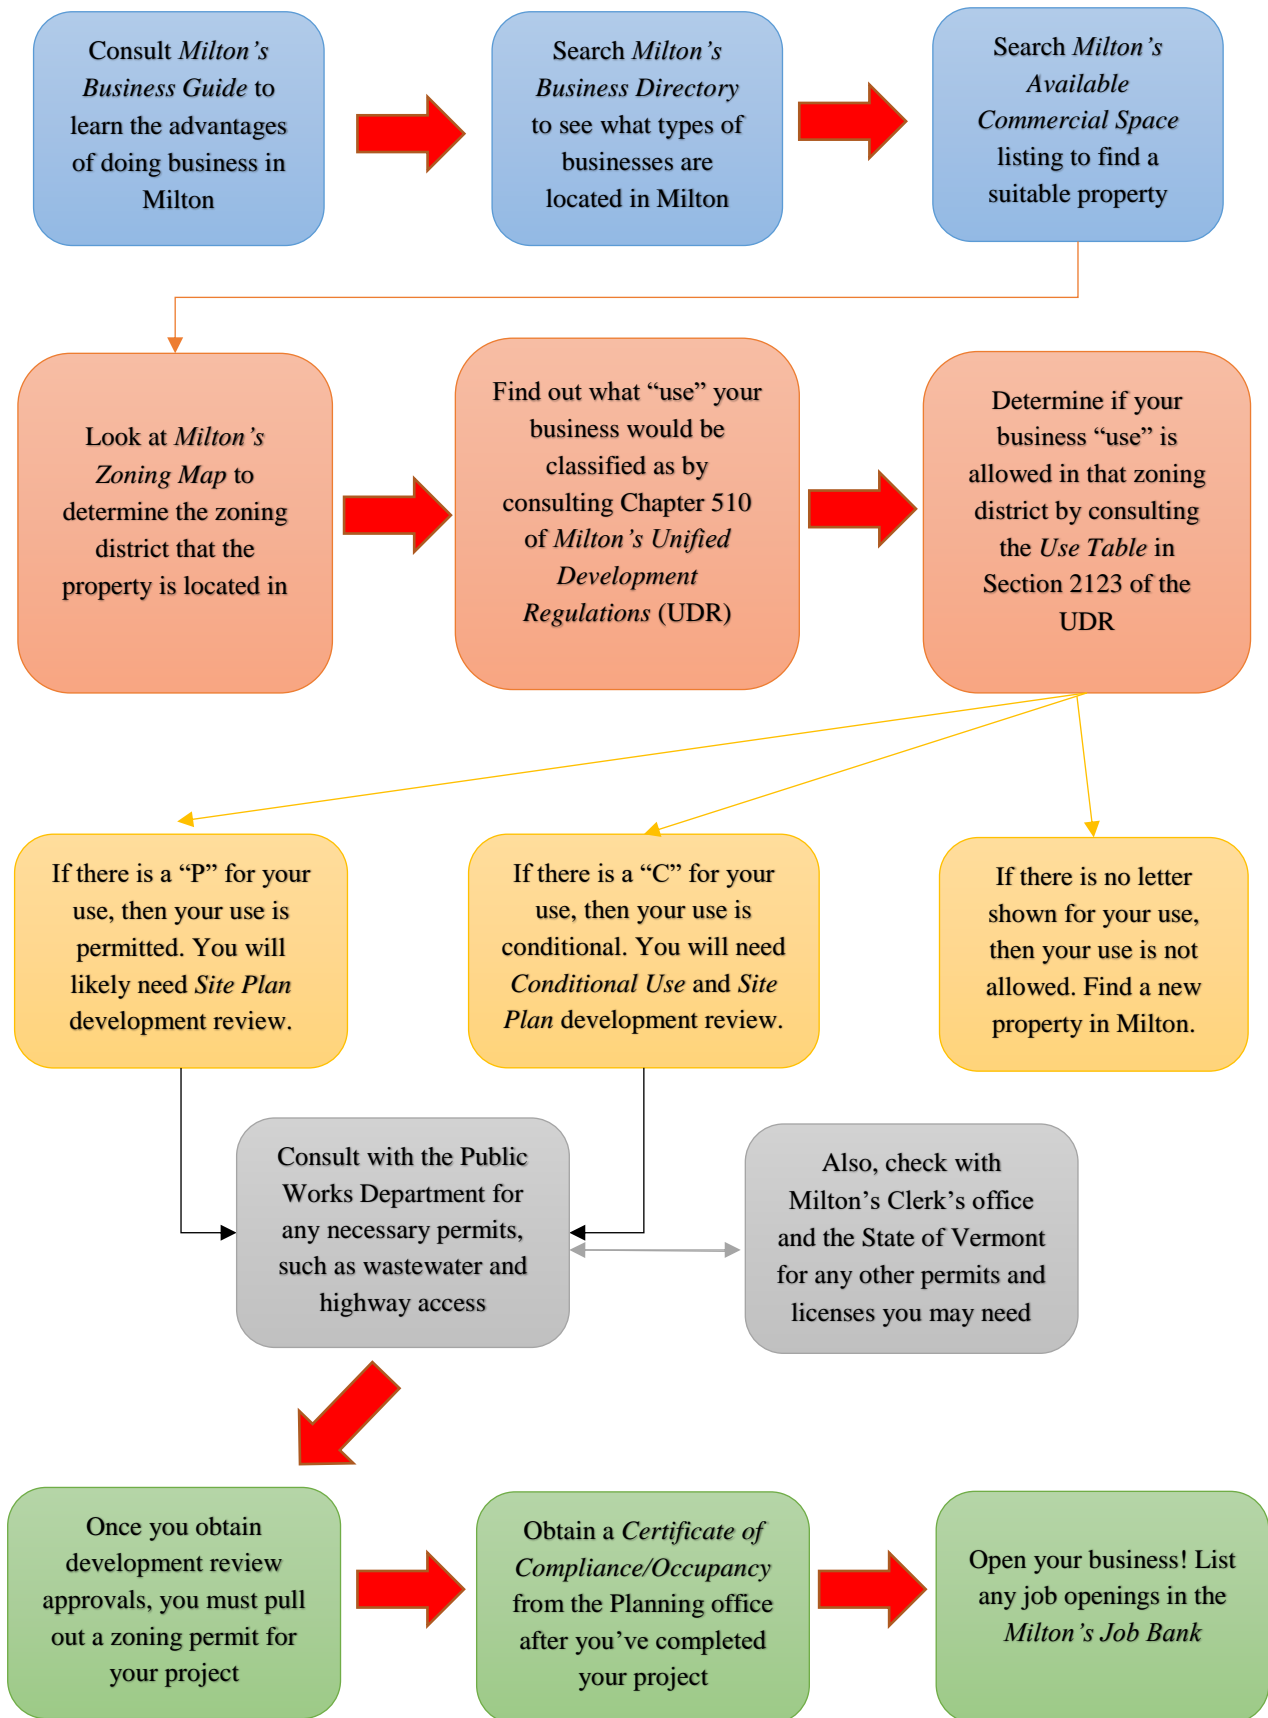 Consult Milton’s
Business Guide to
learn the advantages
of doing business in
Milton
Search Milton’s
Business Directory
to see what types of
businesses are
located in Milton
Search Milton’s
Available
Commercial Space
listing to find a
suitable property
Look at Milton’s
Zoning Map to
determine the zoning
district that the
property is located in
Find out what “use” your
business would be
classified as by
consulting Chapter 510
of Milton’s Unified
Development
Regulations (UDR)
Determine if your
business “use” is
allowed in that zoning
district by consulting
the Use Table in
Section 2123 of the
UDR
If there is a “P” for your
use, then your use is
permitted. You will
likely need Site Plan
development review.
If there is a “C” for your
use, then your use is
conditional. You will need
Conditional Use and Site
Plan development review.
If there is no letter
shown for your use,
then your use is not
allowed. Find a new
property in Milton.
Consult with the Public
Works Department for
any necessary permits,
such as wastewater and
highway access
Also, check with
Milton’s Clerk’s office
and the State of Vermont
for any other permits and
licenses you may need
Once you obtain
development review
approvals, you must pull
out a zoning permit for
your project
Obtain a Certificate of
Compliance/Occupancy
from the Planning office
after you’ve completed
your project
Open your business! List
any job openings in the
Milton’s Job Bank